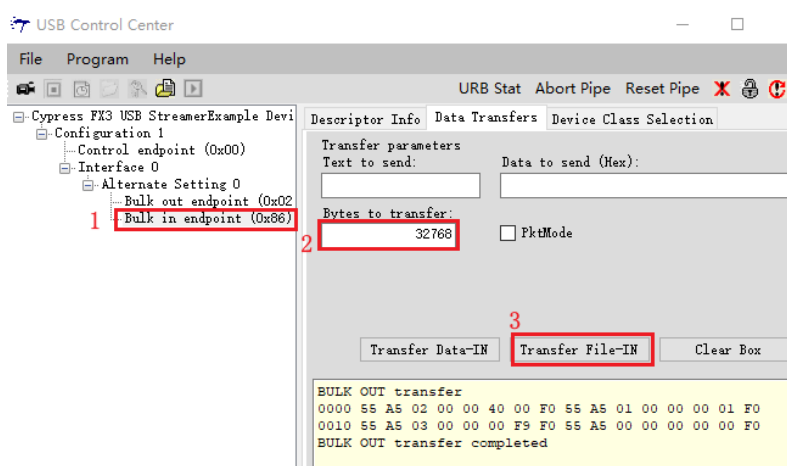 USB Control Center
File Program Help
URB Stat Abort Pipe Reset Pipe
Cypress FX3 USB StreamerExample Devi
Configuration 1
Control endpoint (0x00)
Interface 0
Alternate Setting 0
Bulk out endpoint (0x02
Bulk in endpoint (0x86)
1
Descriptor Info Data Transfers Device Class Selection
Transfer parameters
Text to send: Data to send (Hex):
Bytes to transfer:
2
32768 PktMode
3
Transfer Data-IN Transfer File-IN Clear Box
BULK OUT transfer
0000 55 A5 02 00 00 40 00 F0 55 A5 01 00 00 00 01 F0
0010 55 A5 03 00 00 00 F9 F0 55 A5 00 00 00 00 00 F0
BULK OUT transfer completed